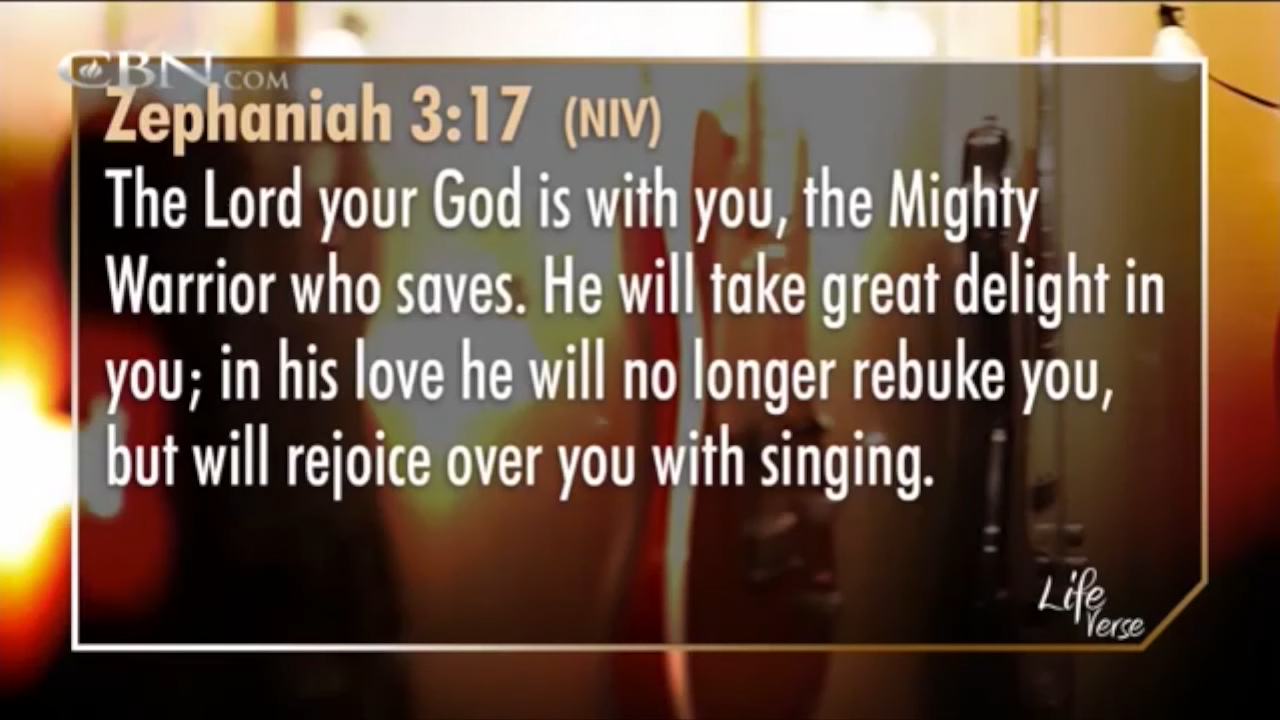 CBN.COM
Zephaniah 3:17 (NIV)
The Lord your God is with you, the Mighty
Warrior who saves. He will take great delight in
you; in his love he will no longer rebuke you,
but will rejoice over you with singing.
Life
Verse